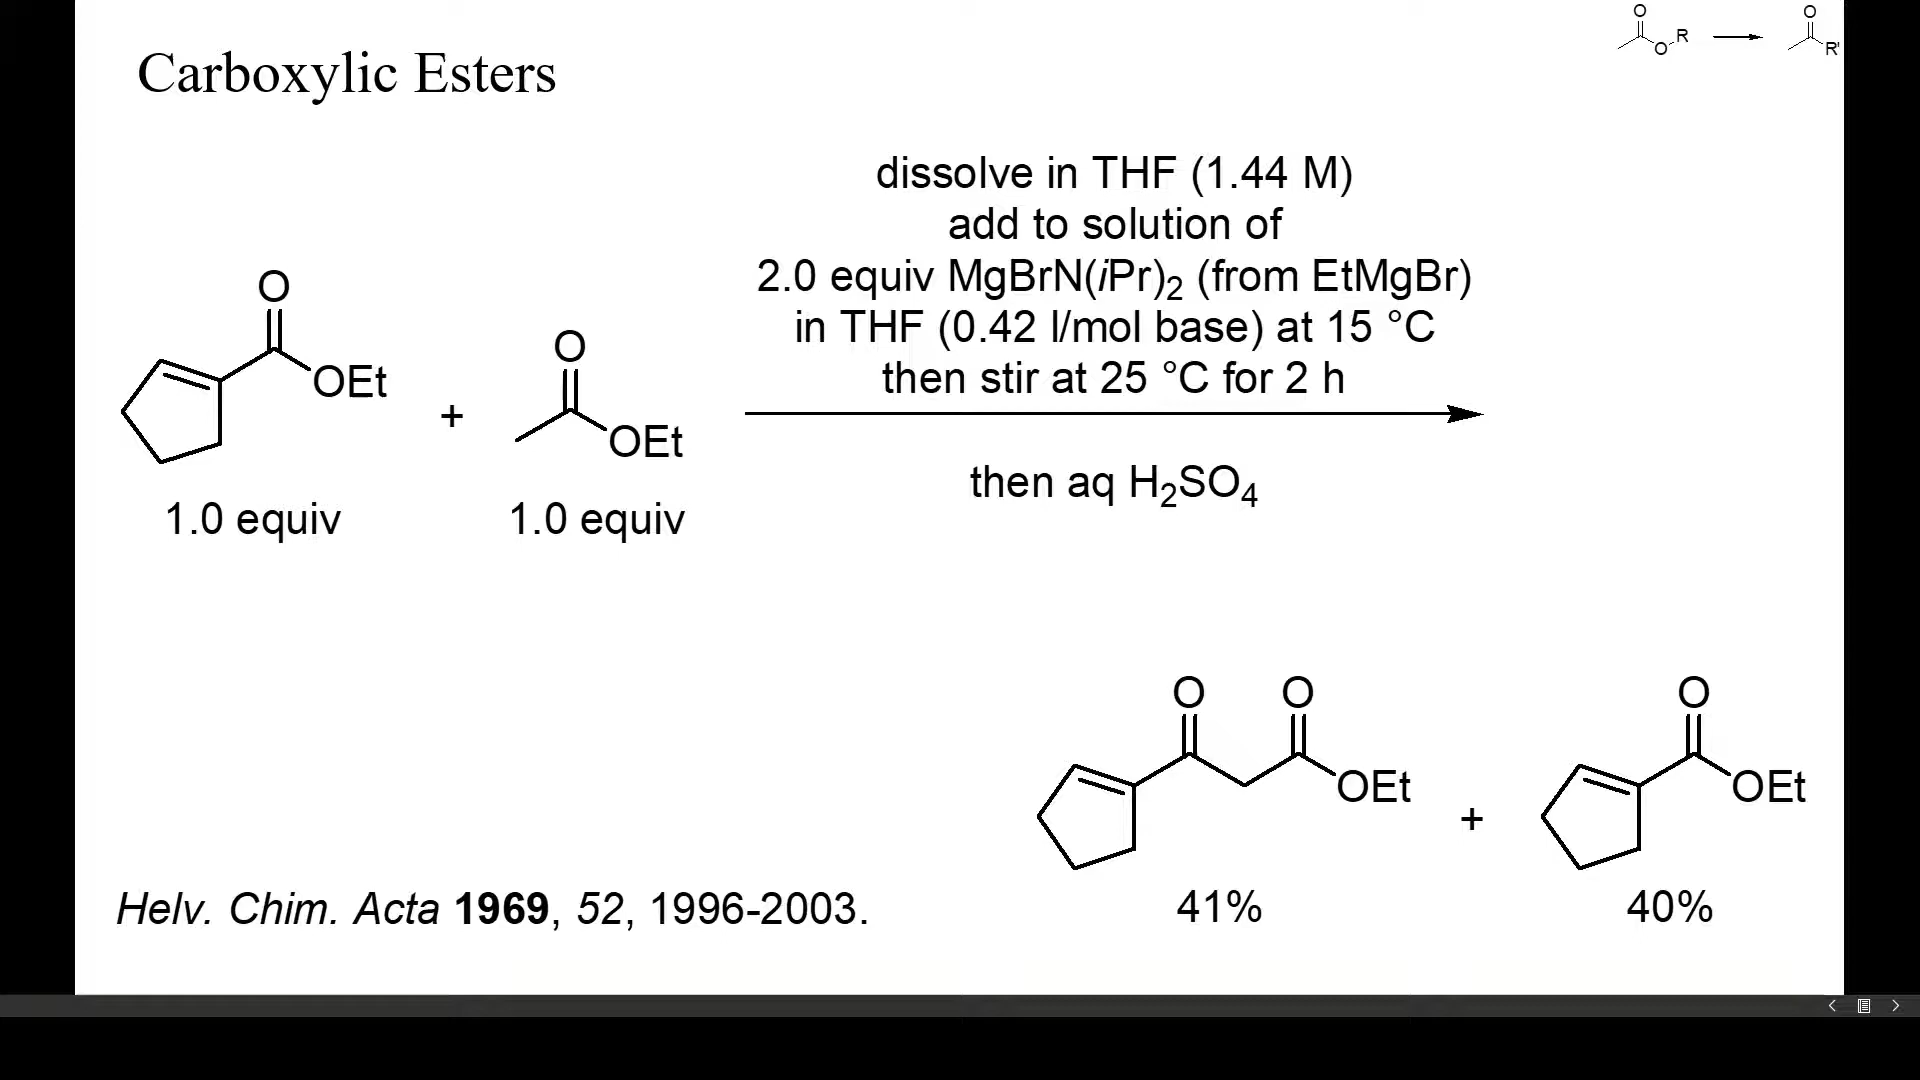 Carboxylic Esters
O
O
R
O
R'
dissolve in THF (1.44 M)
add to solution of
2.0 equiv MgBrN(iPr)2 (from EtMgBr)
in THF (0.42 l/mol base) at 15 °C
then stir at 25 °C for 2 h
then aq H2SO4
O
OEt
+
O
OEt
1.0 equiv
1.0 equiv
O
O
OEt
+
O
OEt
41%
40%
Helv. Chim. Acta 1969, 52, 1996-2003.